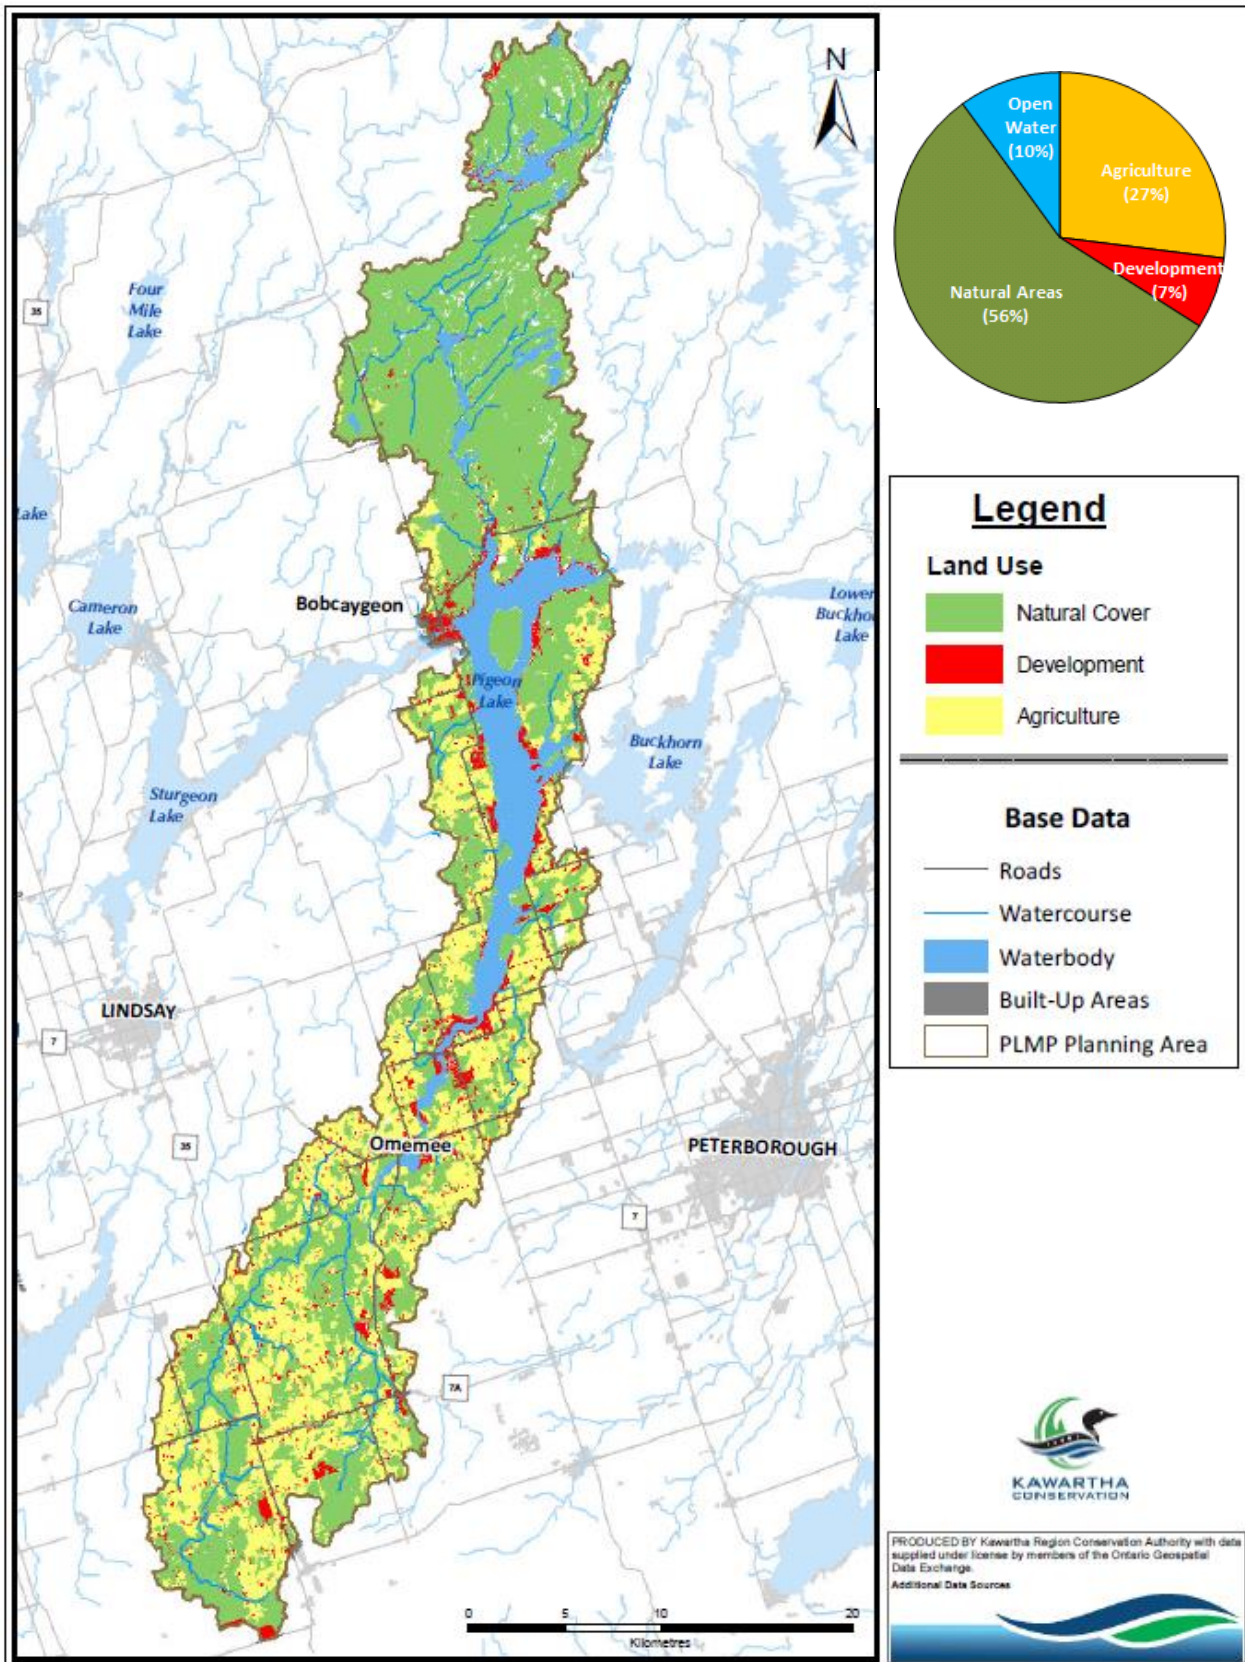 N
Four
Mile
Lake
35
Lake
Cameron
Lake
Bobcaygeon
Lower
Lake
Pigeon
Lake
Buckhorn
Lake
Sturgeon
Lake
LINDSAY
7
Omemee
35
PETERBOROUGH
7
7A
0 5 10 20
Kilometres
Open
Water
(10%)
Agriculture
(27%)
Development
(7%)
Natural Areas
(56%)
Legend
Land Use
Natural Cover
Development
Agriculture
Base Data
Roads
Watercourse
Waterbody
Built-Up Areas
PLMP Planning Area
KAWARTHA
CONSERVATION
PRODUCED BY Kawartha Region Conservation Authority with data
supplied under license by members of the Ontario Geospatial
Data Exchange.
Additional Data Sources